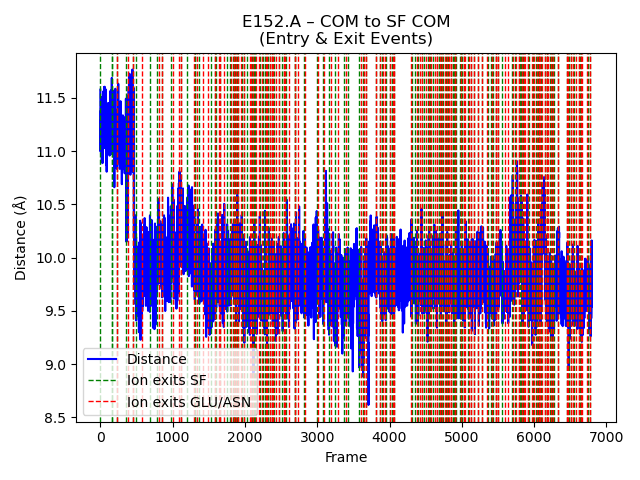 E152.A – COM to SF COM
(Entry & Exit Events)
Distance (Å)
11.5
11.0
10.5
10.0
9.5
9.0
8.5
Distance
Ion exits SF
Ion exits GLU/ASN
0
1000
2000
3000
4000
5000
6000
7000
Frame